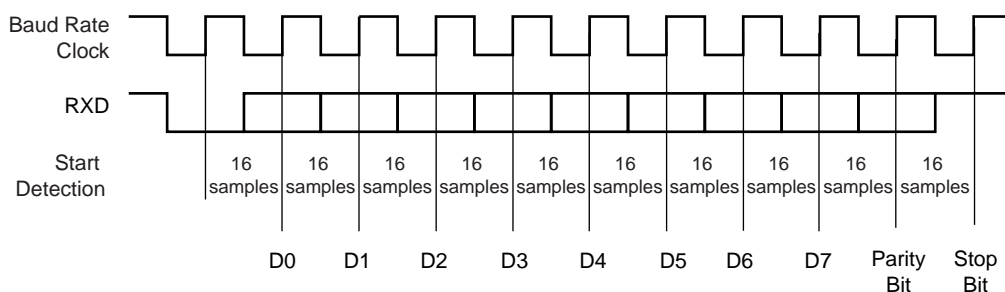 Baud Rate
Clock
RXD
Start
Detection
16 16 16 16 16 16 16 16 16 16
samples samples samples samples samples samples samples samples samples samples
D0 D1 D2 D3 D4 D5 D6 D7 Parity Stop
Bit Bit